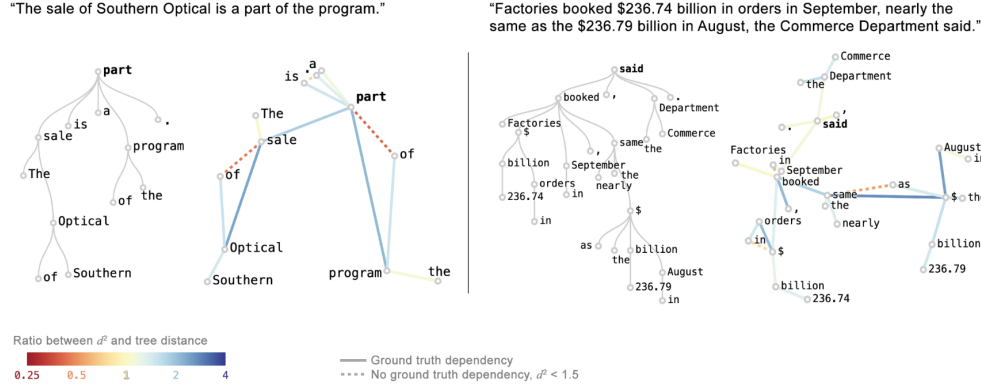 “The sale of Southern Optical is a part of the program.”
“Factories booked $236.74 billion in orders in September, nearly the
same as the $236.79 billion in August, the Commerce Department said.”
part
a
is
.
sale
program
The
of
the
Optical
of
Southern
a
is
.
part
The
sale
of
of
Optical
Southern
program
the
said
booked
,
.
Department
Factories
$
Commerce
same
the
,
billion
September
the
nearly
orders
236.74
in
in
$
as
the
billion
August
236.79
in
Commerce
Department
the
,
said
.
Factories
in
September
booked
August
in
as
same
$
the
the
,
nearly
orders
in
$
billion
236.79
billion
236.74
Ratio between d² and tree distance
0.25 0.5 1 2 4
Ground truth dependency
No ground truth dependency, d² < 1.5